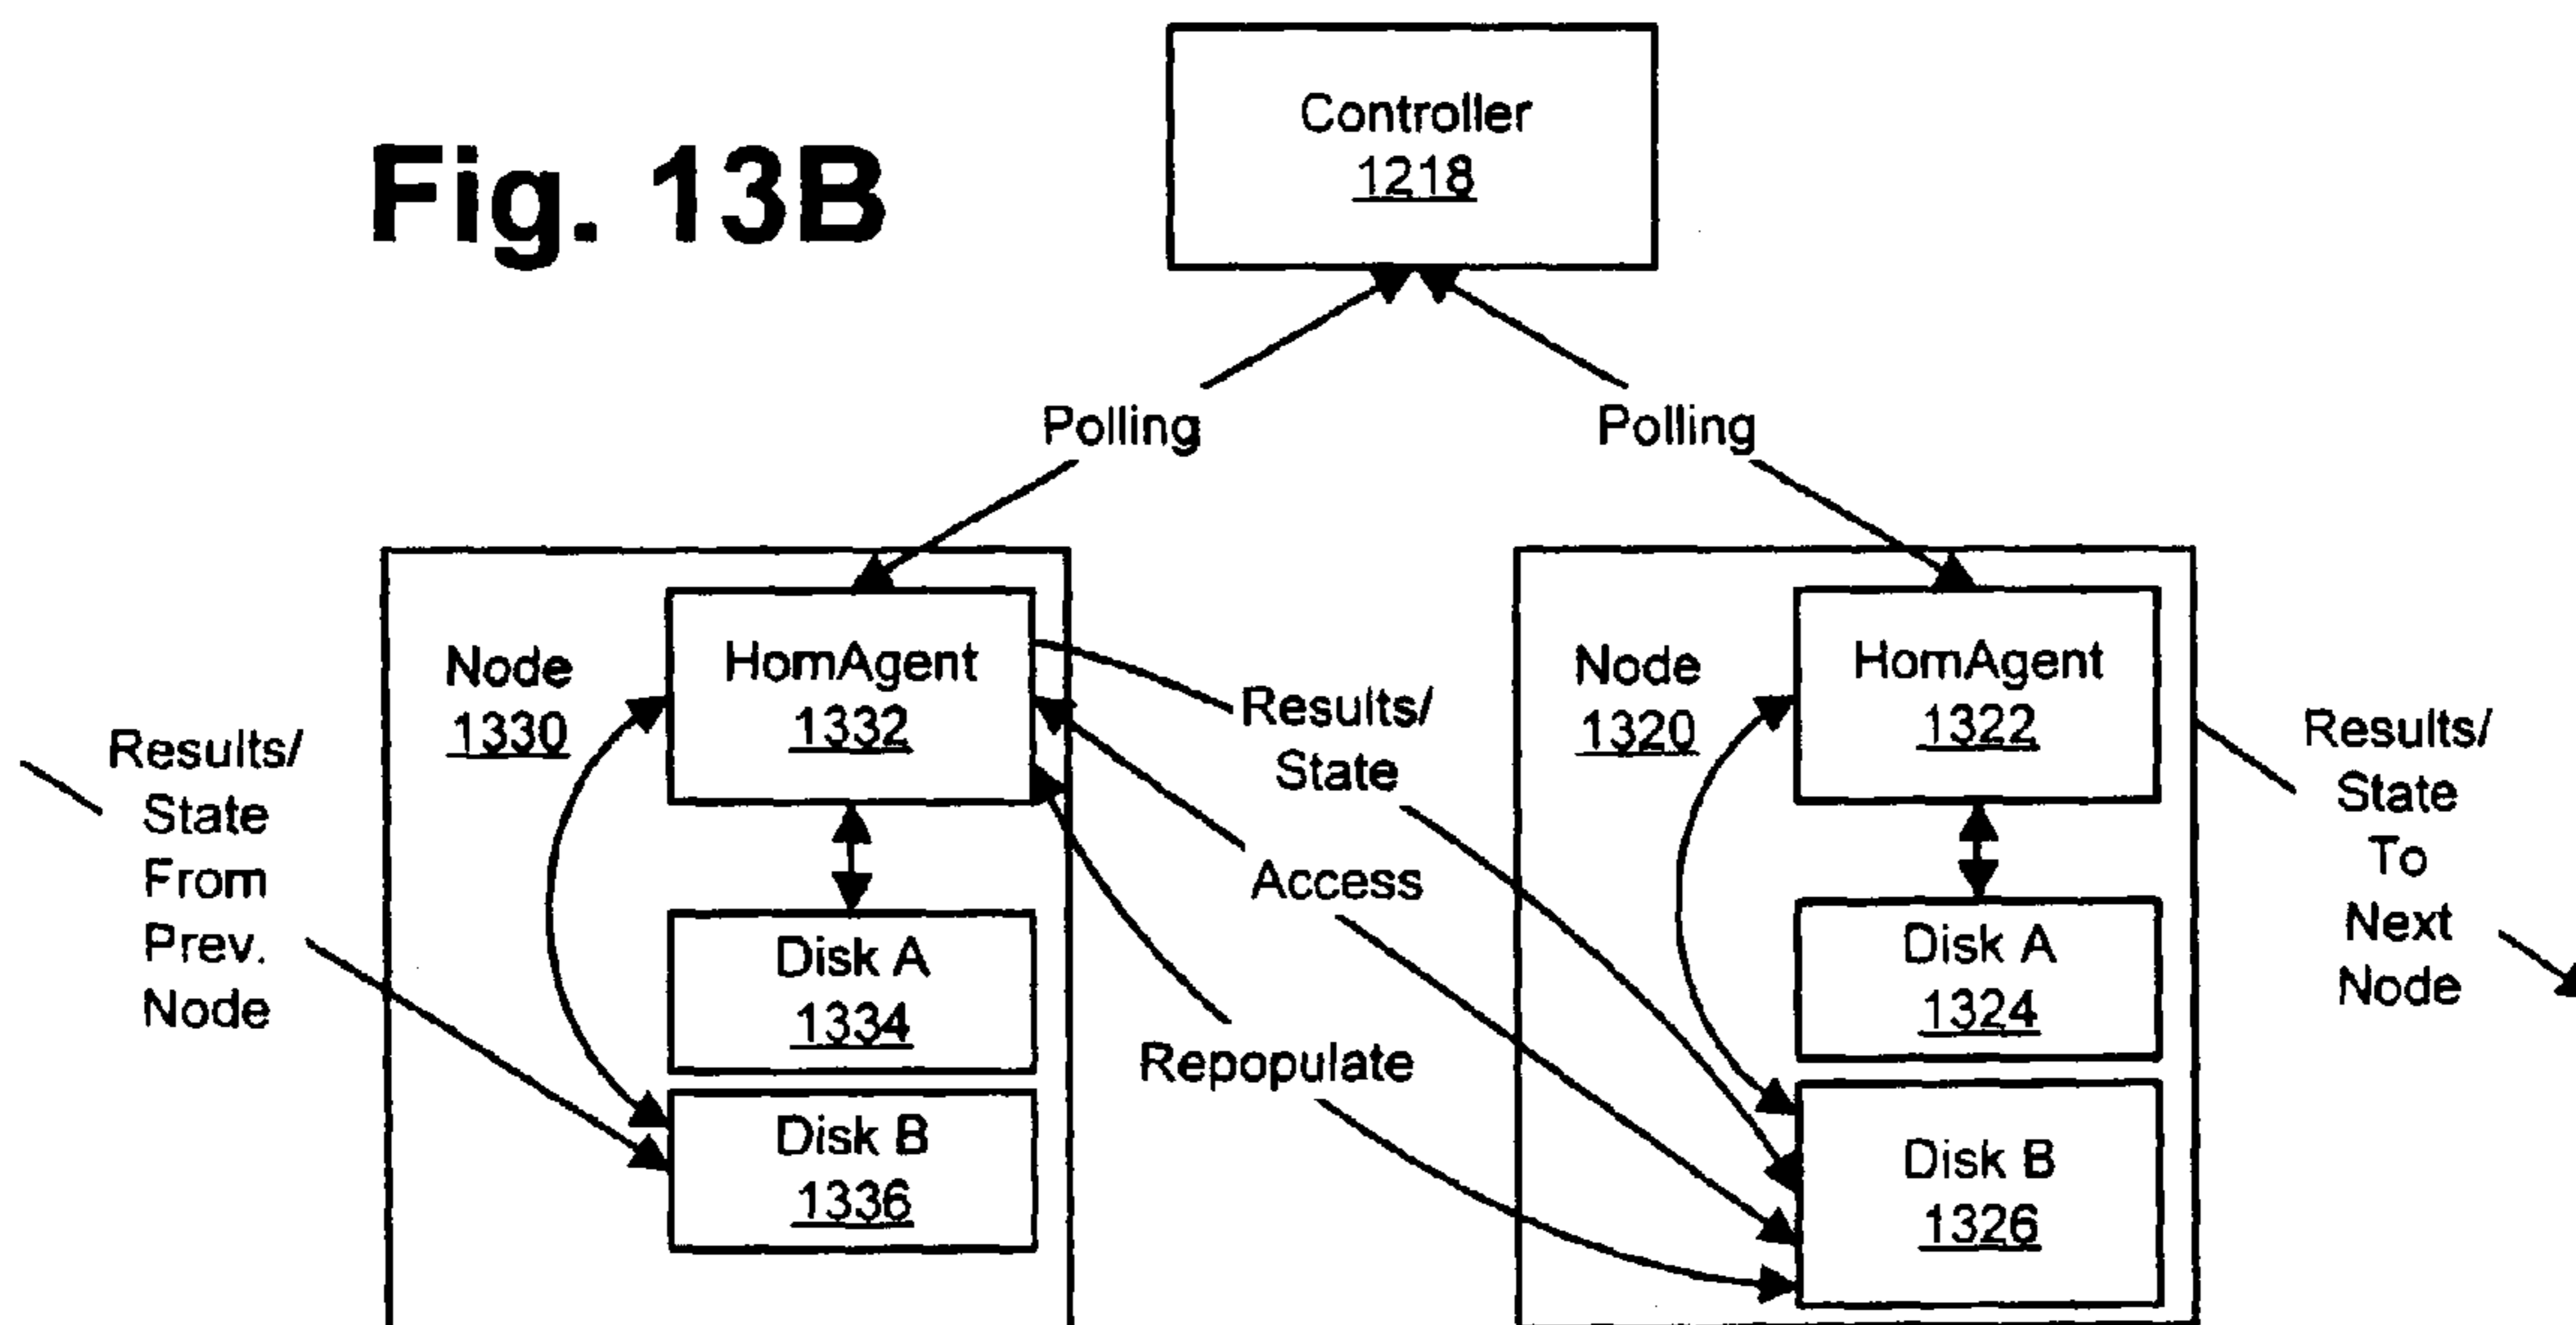 Fig. 13B
Controller
1218
Polling
Polling
Node
1330
HomAgent
1332
Disk A
1334
Disk B
1336
Results/
State
From
Prev.
Node
Results/
State
Access
Repopulate
Node
1320
HomAgent
1322
Disk A
1324
Disk B
1326
Results/
State
To
Next
Node